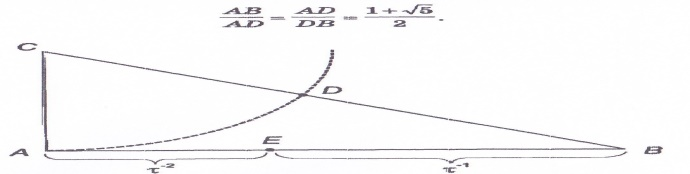 AB/AD = AD/DB = 1+√5/2.
C
D
A E B
τ⁻² τ⁻¹